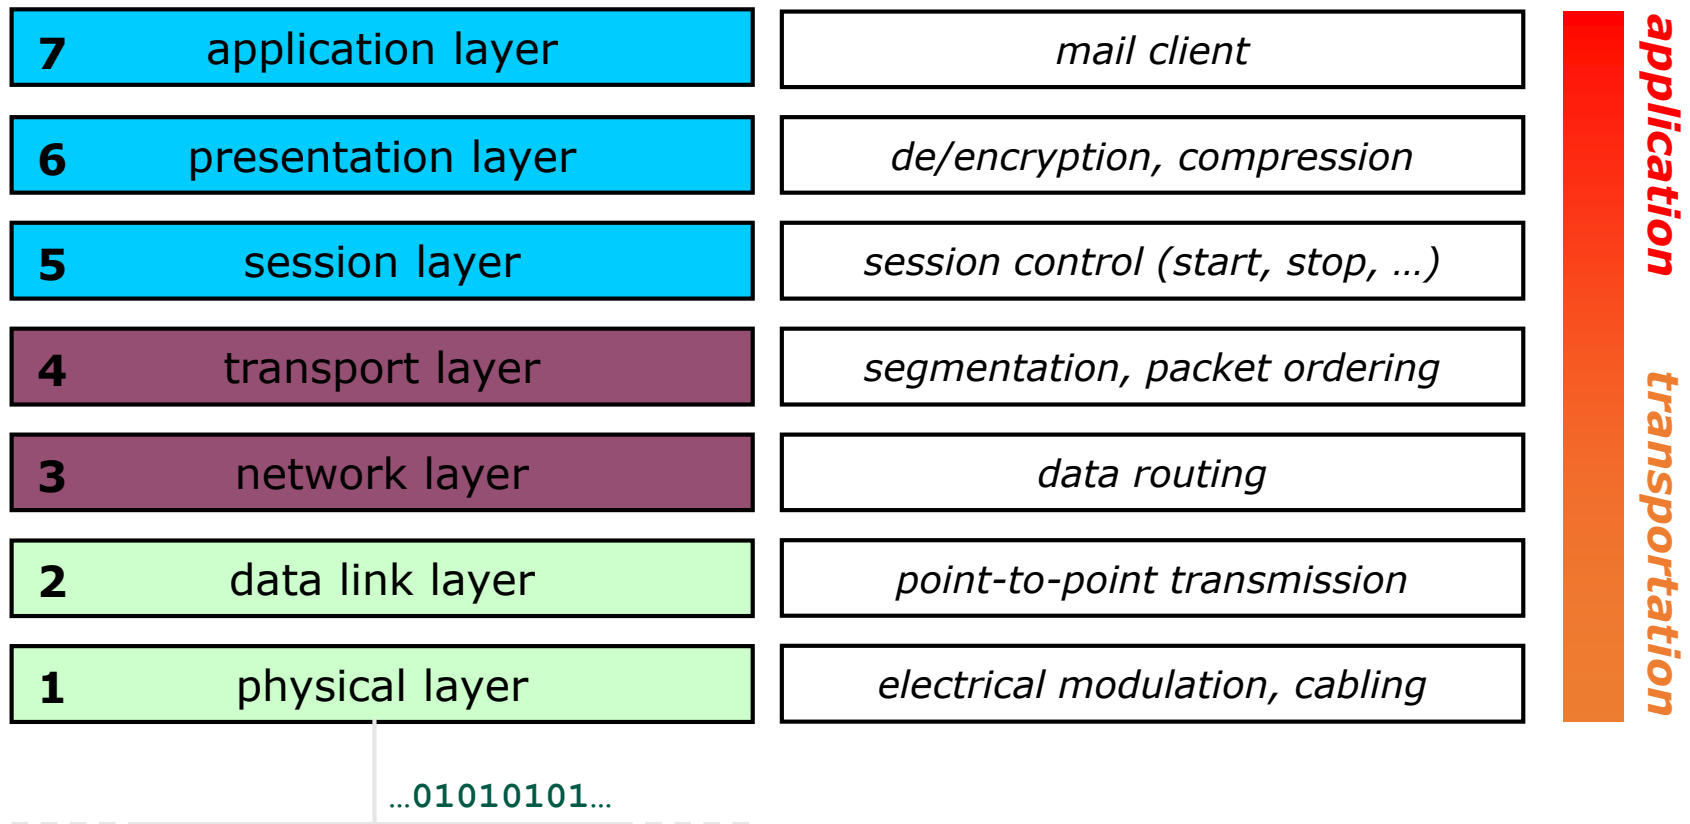 7 application layer mail client
6 presentation layer de/encryption, compression
5 session layer session control (start, stop, …)
4 transport layer segmentation, packet ordering
3 network layer data routing
2 data link layer point-to-point transmission
1 physical layer electrical modulation, cabling
…01010101…
application
transportation